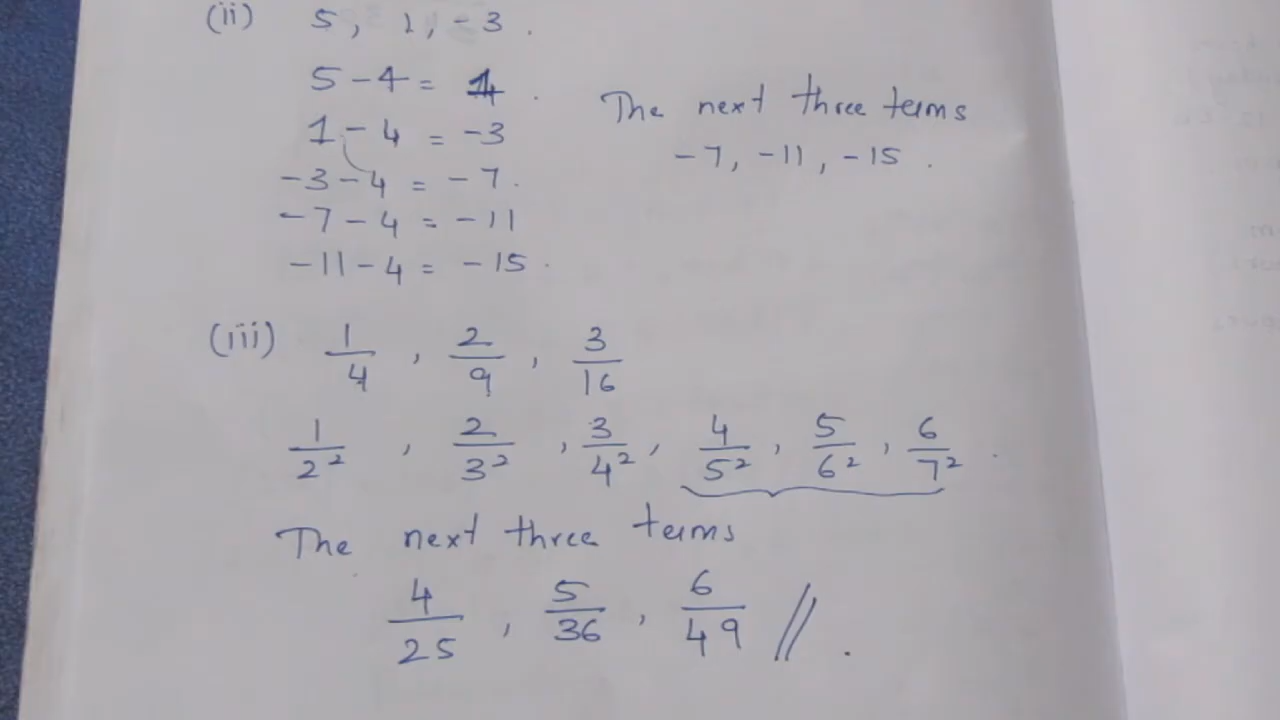 (ii) 5, 1, -3.
5 - 4 = 1.
1 - 4 = -3
-3 - 4 = -7.
-7 - 4 = -11
-11 - 4 = -15.
The next three terms
-7, -11, -15.
(iii) 1/4, 2/9, 3/16
1/2², 2/3², 3/4², 4/5², 5/6², 6/7².
The next three terms
4/25, 5/36, 6/49 //.